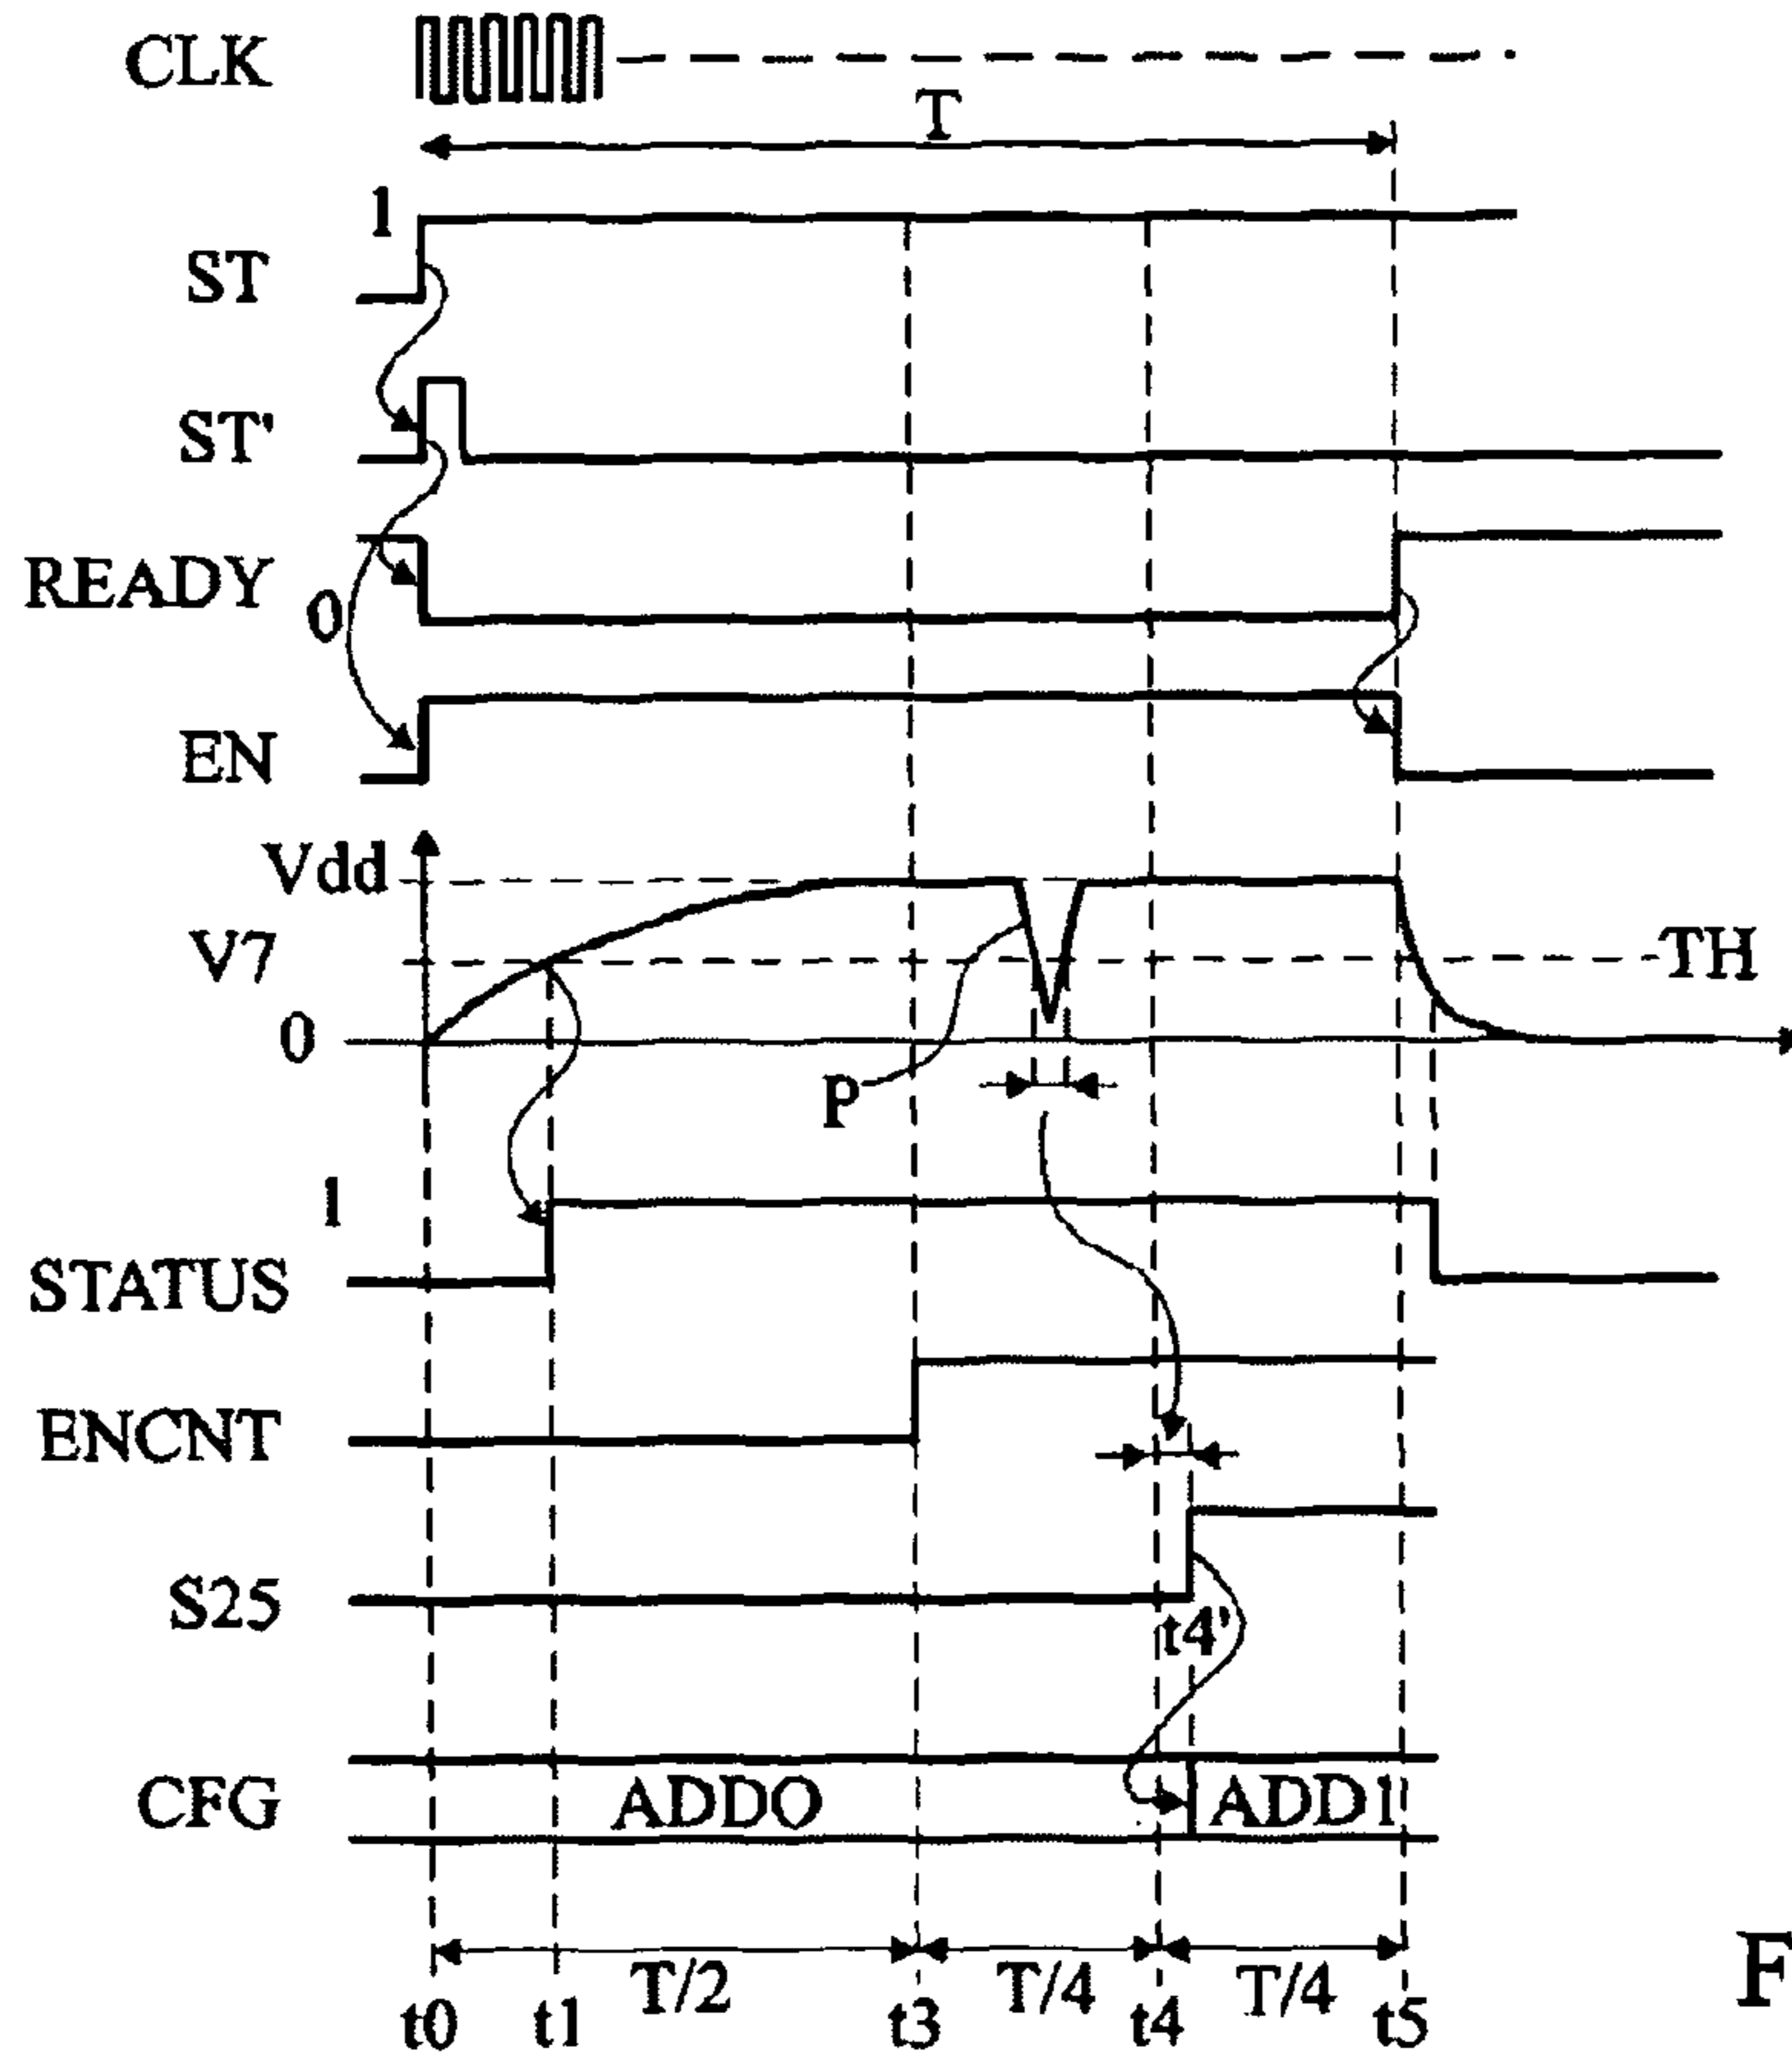 CLK
T
1
ST
ST'
READY
0
EN
Vdd
V7
TH
0
P
1
STATUS
ENCNT
S25
t4'
CFG
ADD0
ADD1
T/2
T/4
T/4
t0
t1
t3
t4
t5
F